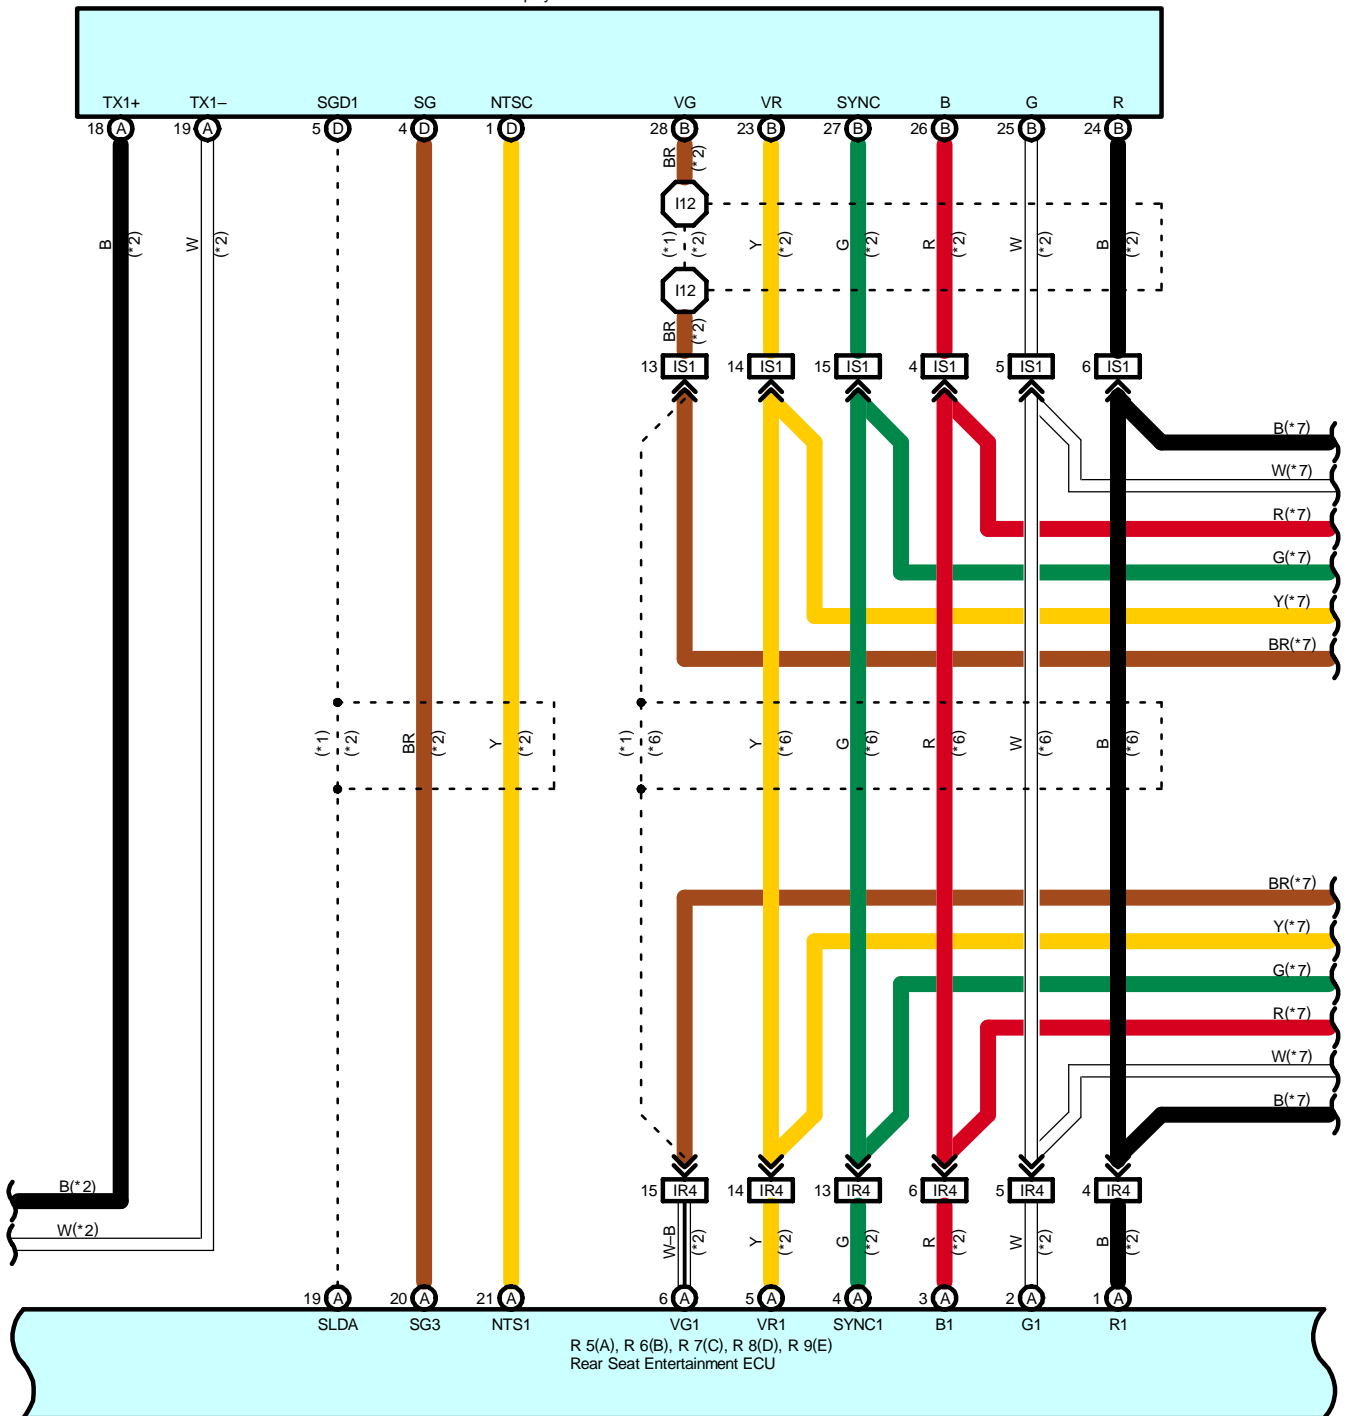 TX1+ TX1– SGD1 SG NTSC VG VR SYNC B G R
18 A 19 A 5 D 4 D 1 D 28 B 23 B 27 B 26 B 25 B 24 B
BR (*2)
I12
B (*2) W (*2) (*1) (*2) Y (*2) G (*2) R (*2) W (*2) B (*2)
I12
BR (*2)
13 IS1 14 IS1 15 IS1 4 IS1 5 IS1 6 IS1
B(*7)
W(*7)
R(*7)
G(*7)
Y(*7)
BR(*7)
(*1) (*2) BR (*2) Y (*2) (*1) (*6) Y (*6) G (*6) R (*6) W (*6) B (*6)
BR(*7)
Y(*7)
G(*7)
R(*7)
W(*7)
B(*7)
B(*2)
15 IR4 14 IR4 13 IR4 6 IR4 5 IR4 4 IR4
W(*2)
W–B (*2) Y (*2) G (*2) R (*2) W (*2) B (*2)
19 A 20 A 21 A 6 A 5 A 4 A 3 A 2 A 1 A
SLDA SG3 NTS1 VG1 VR1 SYNC1 B1 G1 R1
R 5(A), R 6(B), R 7(C), R 8(D), R 9(E)
Rear Seat Entertainment ECU